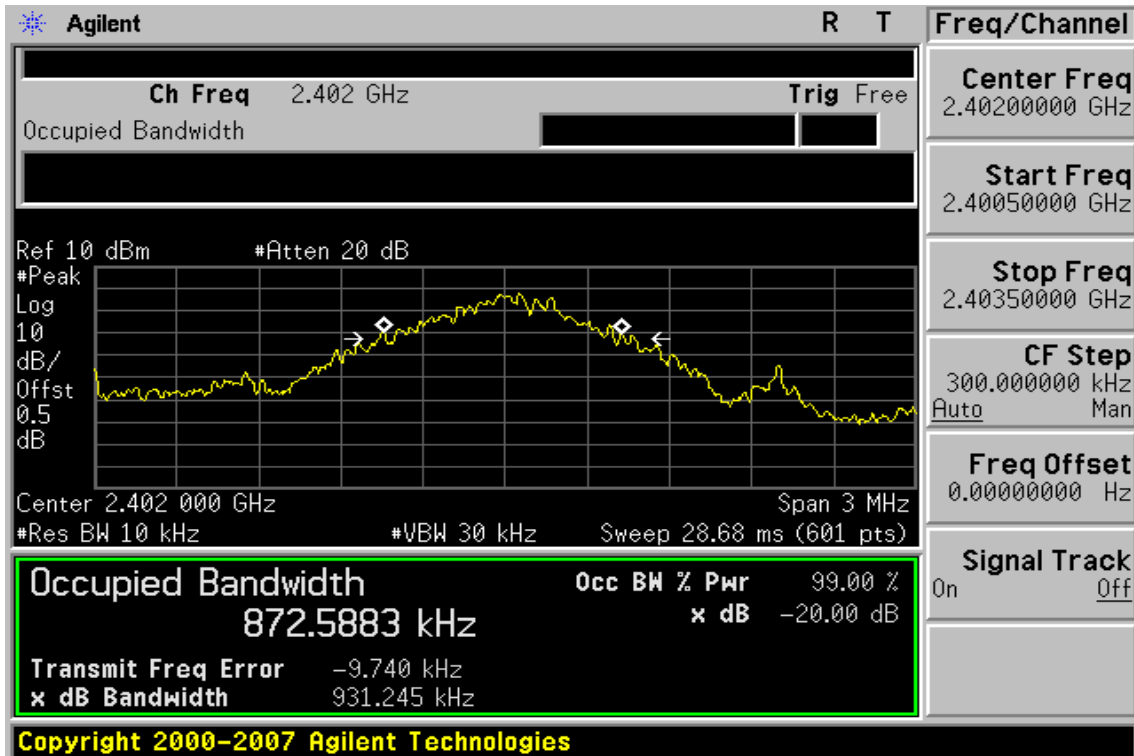 Agilent R T
Freq/Channel
Ch Freq 2.402 GHz Trig Free
Occupied Bandwidth
Center Freq
2.40200000 GHz
Start Freq
2.40050000 GHz
Stop Freq
2.40350000 GHz
CF Step
300.000000 kHz
Auto Man
Freq Offset
0.00000000 Hz
Signal Track
On Off
Ref 10 dBm #Atten 20 dB
#Peak
Log
10
dB/
Offst
0.5
dB
Center 2.402 000 GHz Span 3 MHz
#Res BW 10 kHz #VBW 30 kHz Sweep 28.68 ms (601 pts)
Occupied Bandwidth
872.5883 kHz
Occ BW % Pwr 99.00 %
x dB -20.00 dB
Transmit Freq Error -9.740 kHz
x dB Bandwidth 931.245 kHz
Copyright 2000-2007 Agilent Technologies